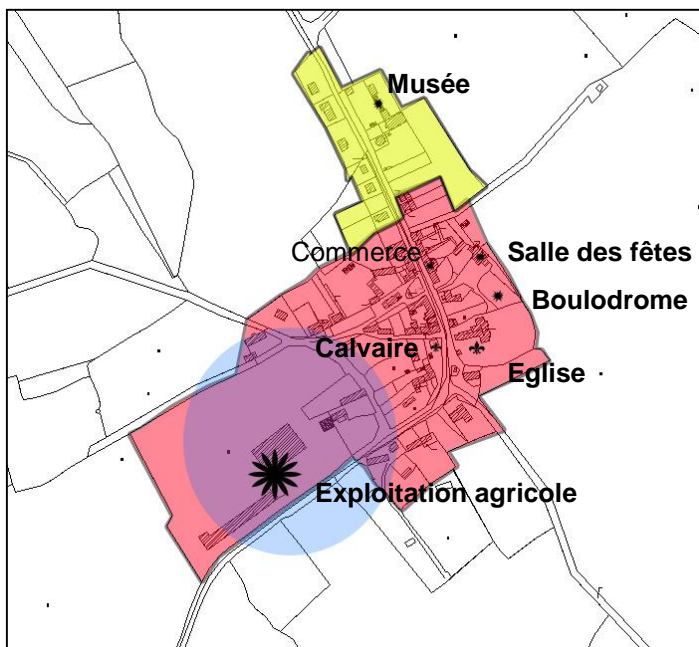 Musée
Commerce
Salle des fêtes
Boulodrome
Calvaire
Eglise
Exploitation agricole